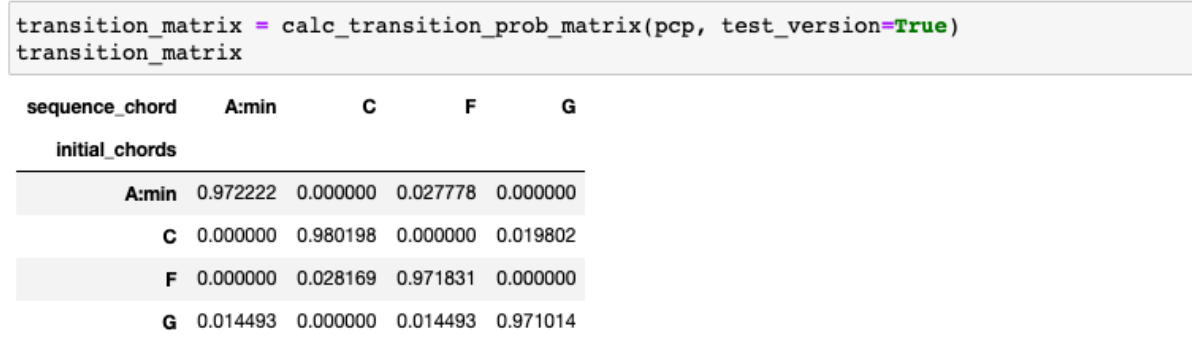 transition_matrix = calc_transition_prob_matrix(pcp, test_version=True)
transition_matrix
sequence_chord A:min C F G
initial_chords
A:min 0.972222 0.000000 0.027778 0.000000
C 0.000000 0.980198 0.000000 0.019802
F 0.000000 0.028169 0.971831 0.000000
G 0.014493 0.000000 0.014493 0.971014